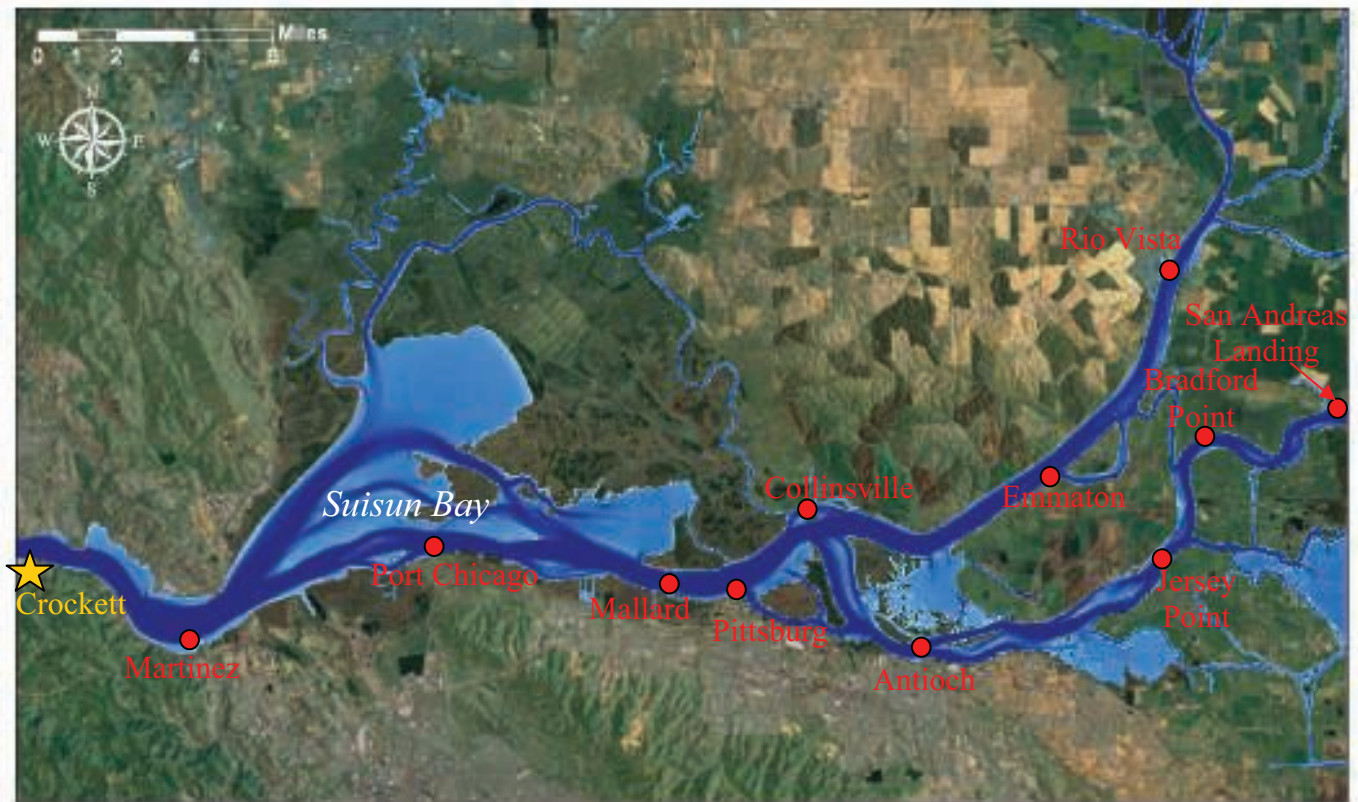 Miles
0 1 2 4 8
N
W E
S
Rio Vista
San Andreas
Landing
Bradford
Point
Collinsville
Emmaton
Suisun Bay
Port Chicago
Crockett
Mallard
Pittsburg
Jersey
Point
Martinez
Antioch